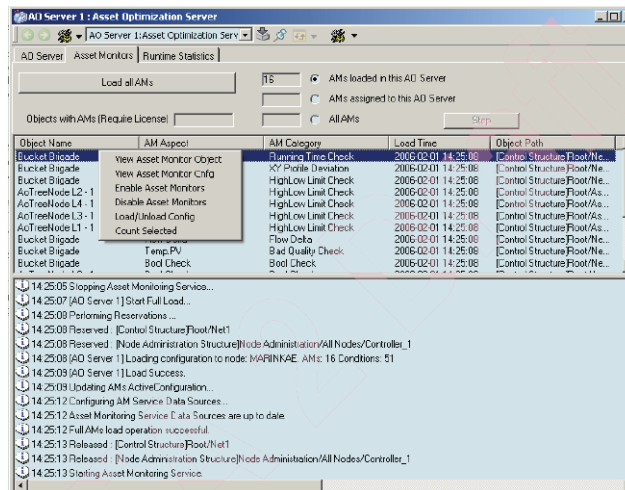 AO Server 1 : Asset Optimization Server
AO Server 1:Asset Optimization Serv
AO Server Asset Monitors Runtime Statistics
Load all AMs
16 AMs loaded in this AO Server
AMs assigned to this AO Server
Objects with AMs (Require License) All AMs Stop
Object Name AM Aspect AM Category Load Time Object Path
Bucket Brigade Running Time Check 2006-02-01 14:25:08 [Control Structure]Root/Ne...
Bucket Brigade XY Profile Deviation 2006-02-01 14:25:08 [Control Structure]Root/Ne...
Bucket Brigade HighLow Limit Check 2006-02-01 14:25:08 [Control Structure]Root/Ne...
AoTreeNode L2 - 1 HighLow Limit Check 2006-02-01 14:25:08 [Control Structure]Root/As...
AoTreeNode L4 - 1 HighLow Limit Check 2006-02-01 14:25:08 [Control Structure]Root/As...
AoTreeNode L3 - 1 HighLow Limit Check 2006-02-01 14:25:08 [Control Structure]Root/As...
AoTreeNode L1 - 1 HighLow Limit Check 2006-02-01 14:25:08 [Control Structure]Root/As...
Bucket Brigade Flow Delta 2006-02-01 14:25:08 [Control Structure]Root/Ne...
Bucket Brigade Temp.PV Bad Quality Check 2006-02-01 14:25:08 [Control Structure]Root/Ne...
Bucket Brigade Bool Check Bool Check 2006-02-01 14:25:08 [Control Structure]Root/Ne...
View Asset Monitor Object
View Asset Monitor Cnfg
Enable Asset Monitors
Disable Asset Monitors
Load/Unload Config
Count Selected
14:25:05 Stopping Asset Monitoring Service...
14:25:07 [AO Server 1] Start Full Load...
14:25:08 Performing Reservations ...
14:25:08 Reserved : [Control Structure]Root/Net1
14:25:08 Reserved : [Node Administration Structure]Node Administration/All Nodes/Controller_1
14:25:08 [AO Server 1] Loading configuration to node: MARINKAE, AMs: 16 Conditions: 51
14:25:09 [AO Server 1] Load Success.
14:25:09 Updating AMs ActiveConfiguration...
14:25:12 Configuring AM Service Data Sources...
14:25:12 Asset Monitoring Service Data Sources are up to date.
14:25:12 Full AMs load operation successful.
14:25:13 Released : [Control Structure]Root/Net1
14:25:13 Released : [Node Administration Structure]Node Administration/All Nodes/Controller_1
14:25:13 Starting Asset Monitoring Service.